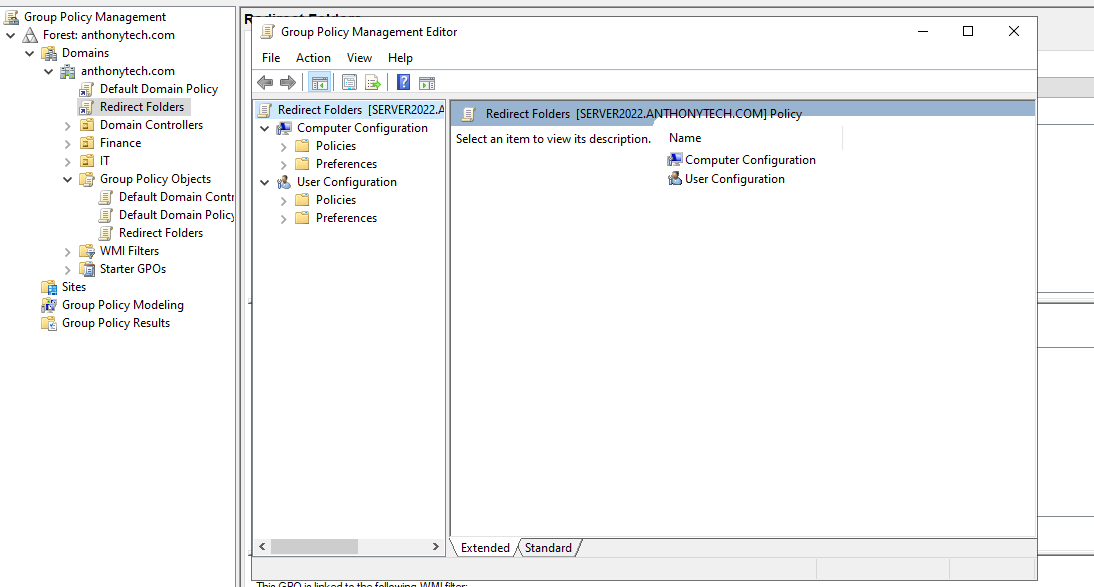 Group Policy Management
Forest: anthonytech.com
Domains
anthonytech.com
Default Domain Policy
Redirect Folders
Domain Controllers
Finance
IT
Group Policy Objects
Default Domain Contr
Default Domain Policy
Redirect Folders
WMI Filters
Starter GPOs
Sites
Group Policy Modeling
Group Policy Results
Redirect Folders
Group Policy Management Editor
File Action View Help
Redirect Folders [SERVER2022.A
Computer Configuration
Policies
Preferences
User Configuration
Policies
Preferences
Redirect Folders [SERVER2022.ANTHONYTECH.COM] Policy
Select an item to view its description.
Name
Computer Configuration
User Configuration
Extended Standard
This GPO is linked to the following WMI filter: